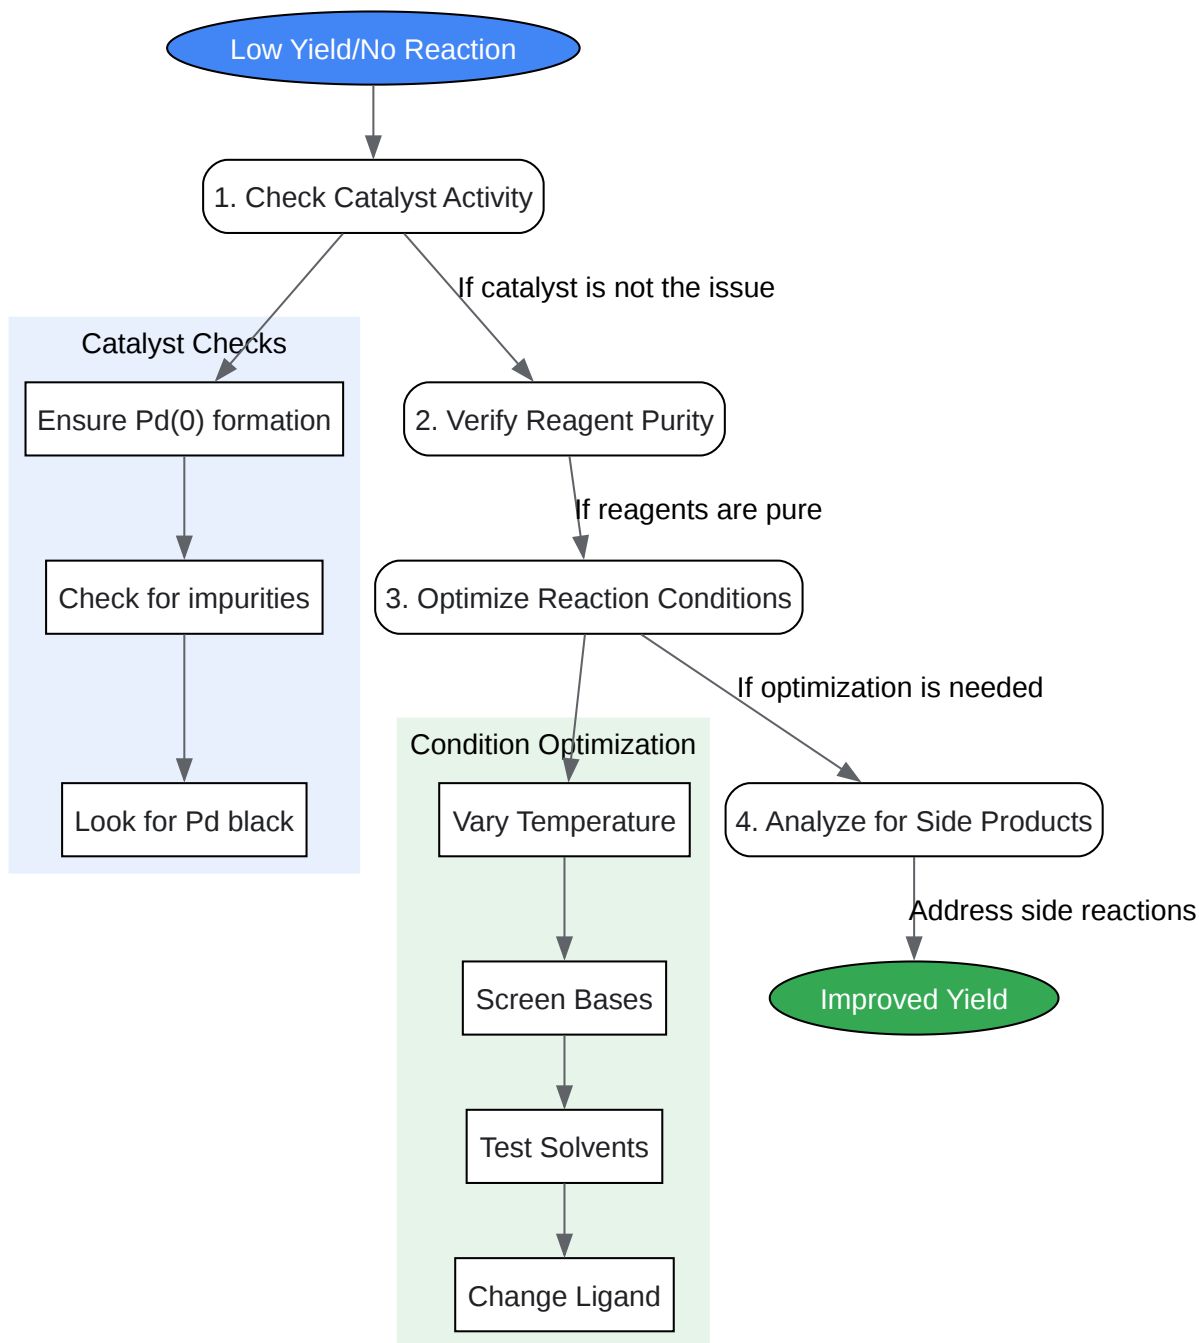 Low Yield/No Reaction
1. Check Catalyst Activity
If catalyst is not the issue
Catalyst Checks
Ensure Pd(0) formation
2. Verify Reagent Purity
If reagents are pure
Check for impurities
3. Optimize Reaction Conditions
If optimization is needed
Condition Optimization
Look for Pd black
Vary Temperature
4. Analyze for Side Products
Address side reactions
Screen Bases
Improved Yield
Test Solvents
Change Ligand